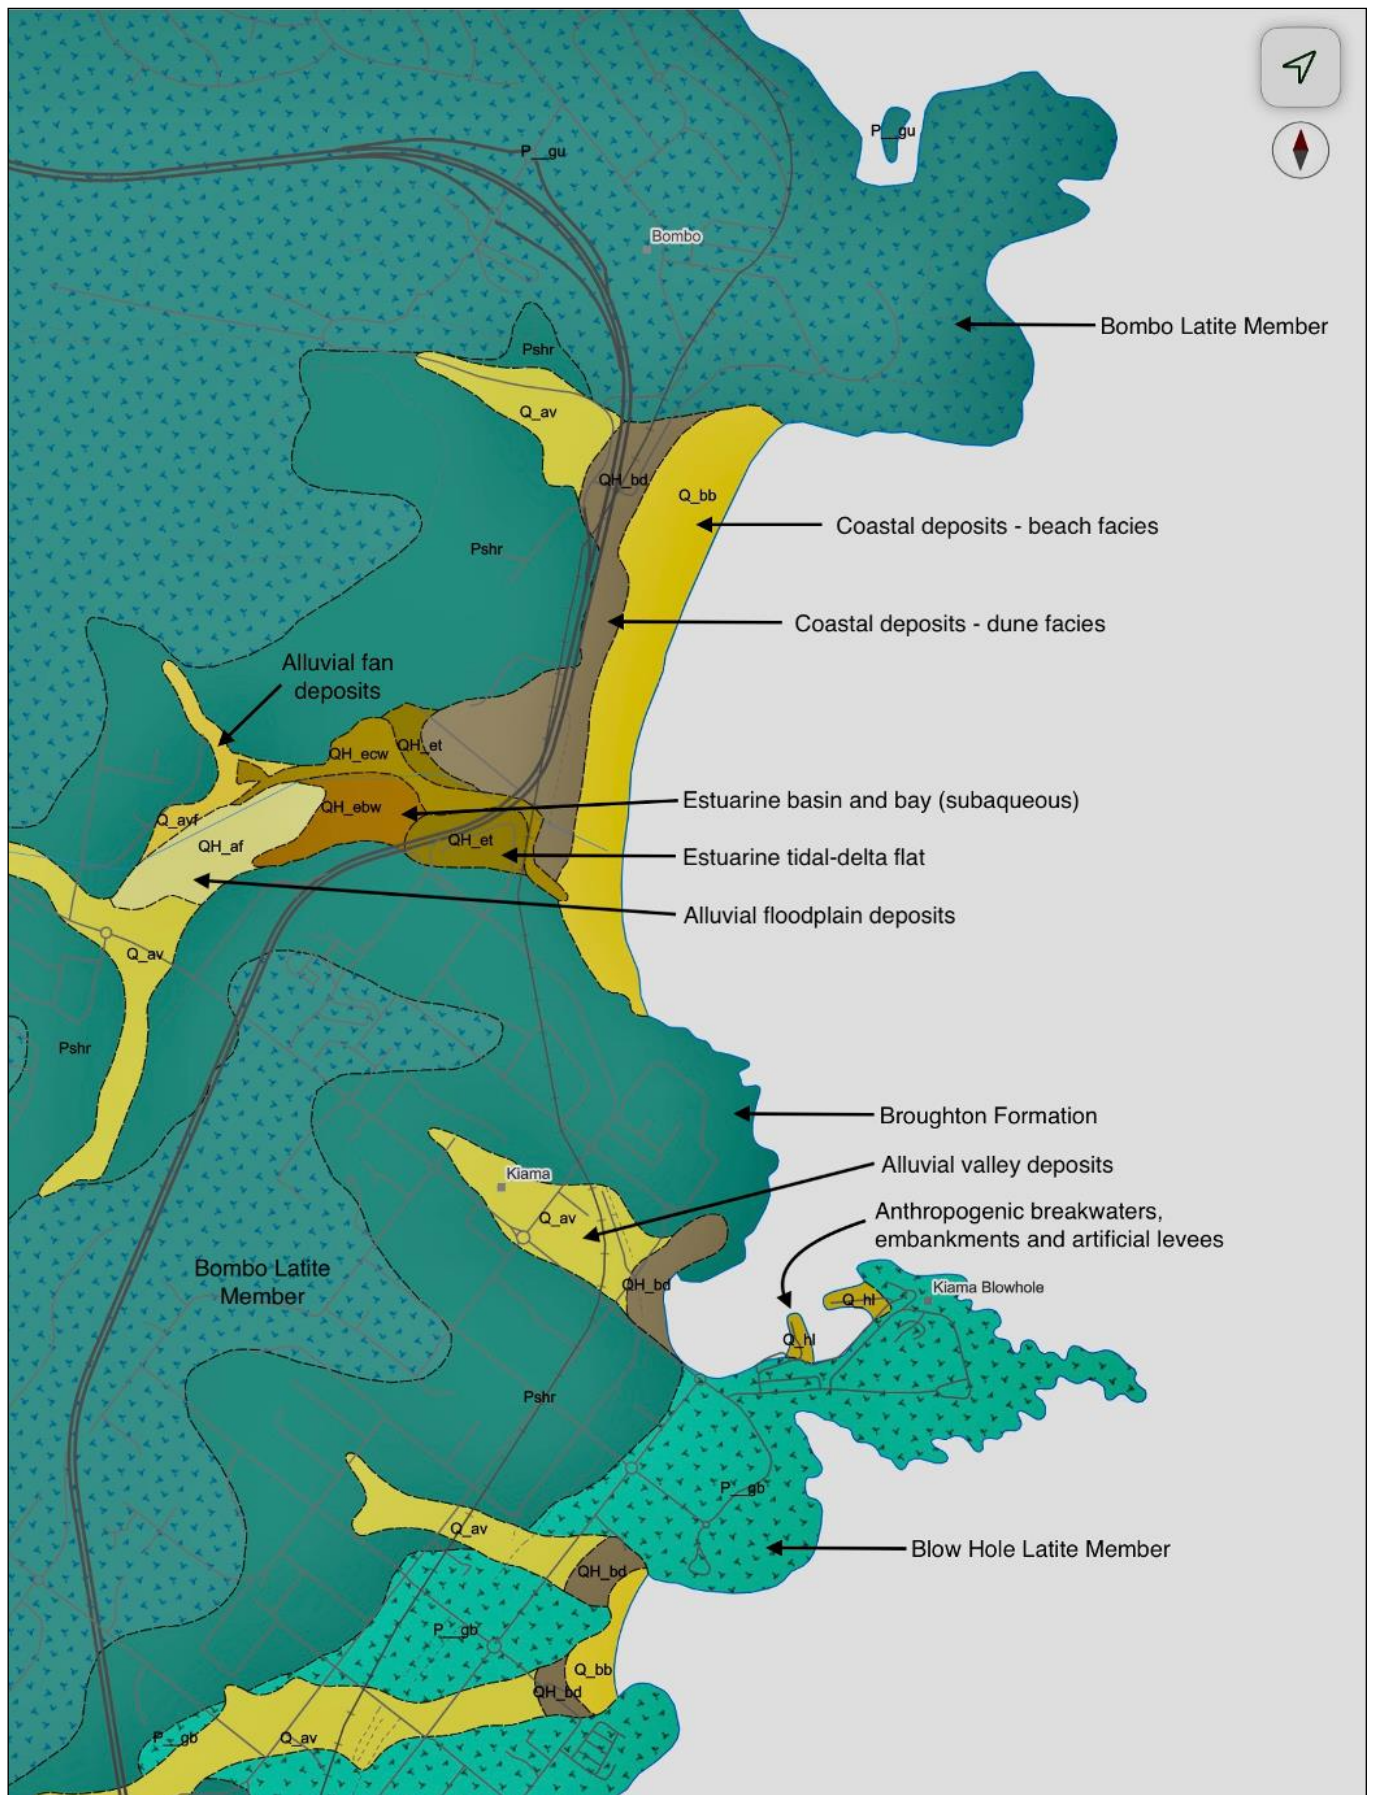 P__gu
P__gu
Bombo
Bombo Latite Member
Pshr
Q_av
QH_bd
Q_bb
Coastal deposits - beach facies
Pshr
Coastal deposits - dune facies
Alluvial fan
deposits
QH_ecw
QH_et
QH_ebw
Estuarine basin and bay (subaqueous)
Q_avf
QH_af
QH_et
Estuarine tidal-delta flat
Alluvial floodplain deposits
Q_av
Pshr
Broughton Formation
Alluvial valley deposits
Kiama
Q_av
Anthropogenic breakwaters,
embankments and artificial levees
Bombo Latite
Member
QH_bd
Kiama Blowhole
Q_hl
Q_hl
Pshr
P__gb
Q_av
Blow Hole Latite Member
QH_bd
P__gb
Q_bb
QH_bd
P__gb
Q_av